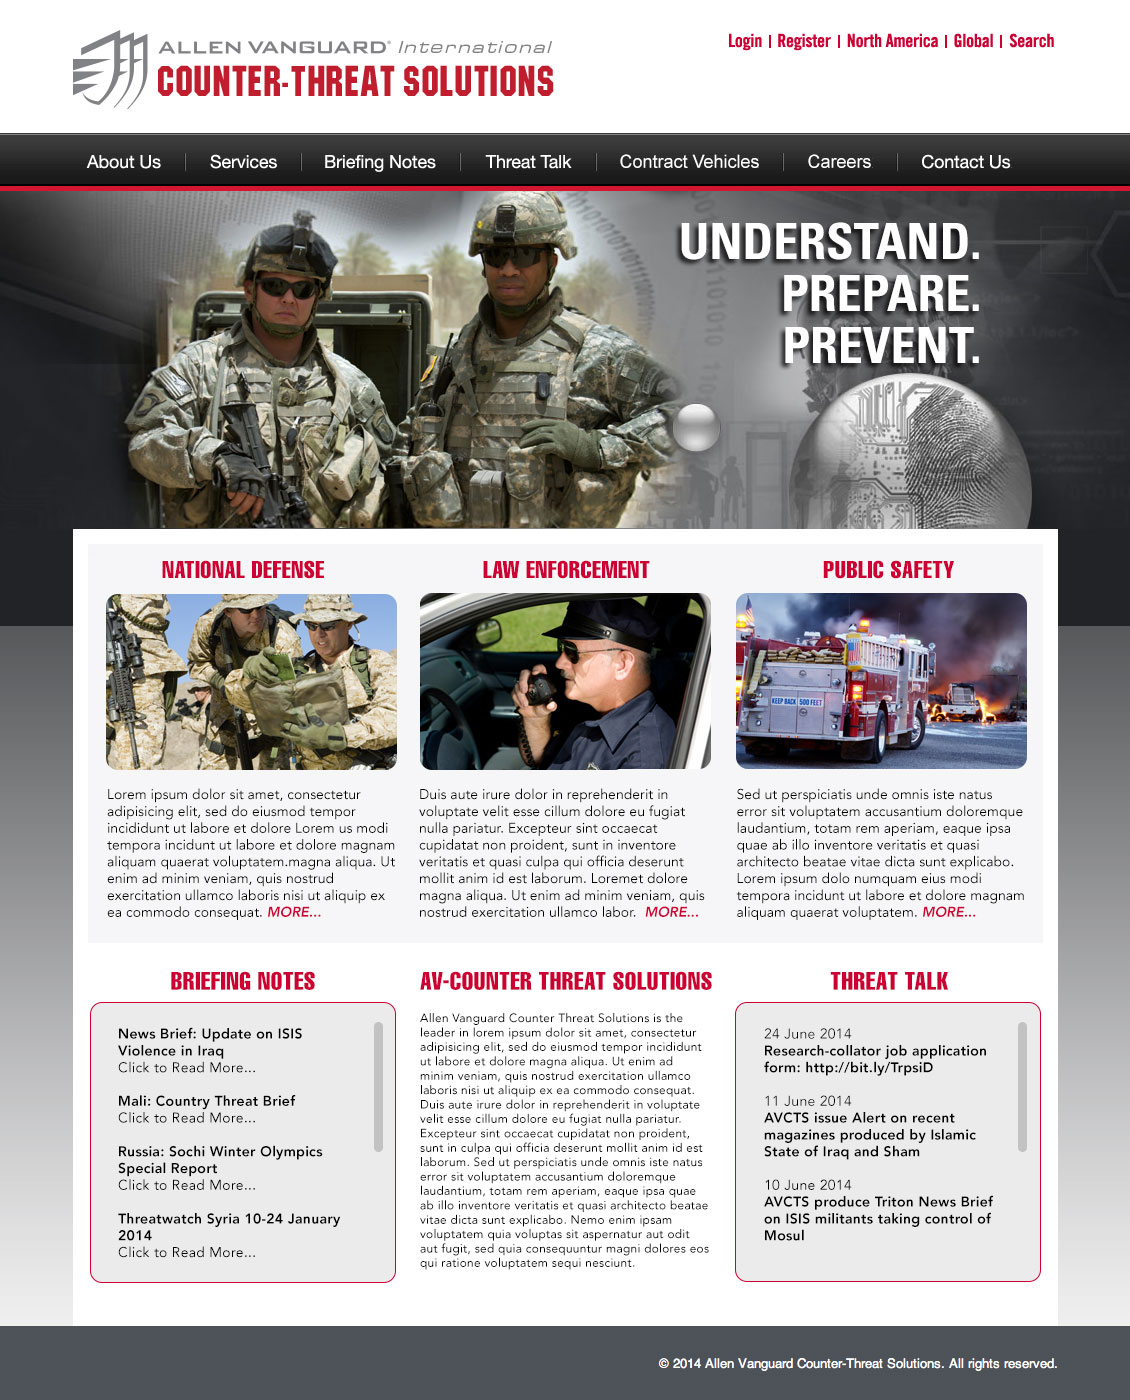 ALLEN VANGUARD® International
COUNTER-THREAT SOLUTIONS
Login | Register | North America | Global | Search
About Us
Services
Briefing Notes
Threat Talk
Contract Vehicles
Careers
Contact Us
UNDERSTAND.
PREPARE.
PREVENT.
NATIONAL DEFENSE
Lorem ipsum dolor sit amet, consectetur
adipisicing elit, sed do eiusmod tempor
incididunt ut labore et dolore Lorem us modi
tempora incidunt ut labore et dolore magnam
aliquam quaerat voluptatem.magna aliqua. Ut
enim ad minim veniam, quis nostrud
exercitation ullamco laboris nisi ut aliquip ex
ea commodo consequat. MORE...
LAW ENFORCEMENT
Duis aute irure dolor in reprehenderit in
voluptate velit esse cillum dolore eu fugiat
nulla pariatur. Excepteur sint occaecat
cupidatat non proident, sunt in inventore
veritatis et quasi culpa qui officia deserunt
mollit anim id est laborum. Loremet dolore
magna aliqua. Ut enim ad minim veniam, quis
nostrud exercitation ullamco labor. MORE...
PUBLIC SAFETY
KEEP BACK 500 FEET
Sed ut perspiciatis unde omnis iste natus
error sit voluptatem accusantium doloremque
laudantium, totam rem aperiam, eaque ipsa
quae ab illo inventore veritatis et quasi
architecto beatae vitae dicta sunt explicabo.
Lorem ipsum dolo numquam eius modi
tempora incidunt ut labore et dolore magnam
aliquam quaerat voluptatem. MORE...
BRIEFING NOTES
News Brief: Update on ISIS
Violence in Iraq
Click to Read More...
Mali: Country Threat Brief
Click to Read More...
Russia: Sochi Winter Olympics
Special Report
Click to Read More...
Threatwatch Syria 10-24 January
2014
Click to Read More...
AV-COUNTER THREAT SOLUTIONS
Allen Vanguard Counter Threat Solutions is the
leader in lorem ipsum dolor sit amet, consectetur
adipisicing elit, sed do eiusmod tempor incididunt
ut labore et dolore magna aliqua. Ut enim ad
minim veniam, quis nostrud exercitation ullamco
laboris nisi ut aliquip ex ea commodo consequat.
Duis aute irure dolor in reprehenderit in voluptate
velit esse cillum dolore eu fugiat nulla pariatur.
Excepteur sint occaecat cupidatat non proident,
sunt in culpa qui officia deserunt mollit anim id est
laborum. Sed ut perspiciatis unde omnis iste natus
error sit voluptatem accusantium doloremque
laudantium, totam rem aperiam, eaque ipsa quae
ab illo inventore veritatis et quasi architecto beatae
vitae dicta sunt explicabo. Nemo enim ipsam
voluptatem quia voluptas sit aspernatur aut odit
aut fugit, sed quia consequuntur magni dolores eos
qui ratione voluptatem sequi nesciunt.
THREAT TALK
24 June 2014
Research-collator job application
form: http://bit.ly/TrpsiD
11 June 2014
AVCTS issue Alert on recent
magazines produced by Islamic
State of Iraq and Sham
10 June 2014
AVCTS produce Triton News Brief
on ISIS militants taking control of
Mosul
© 2014 Allen Vanguard Counter-Threat Solutions. All rights reserved.